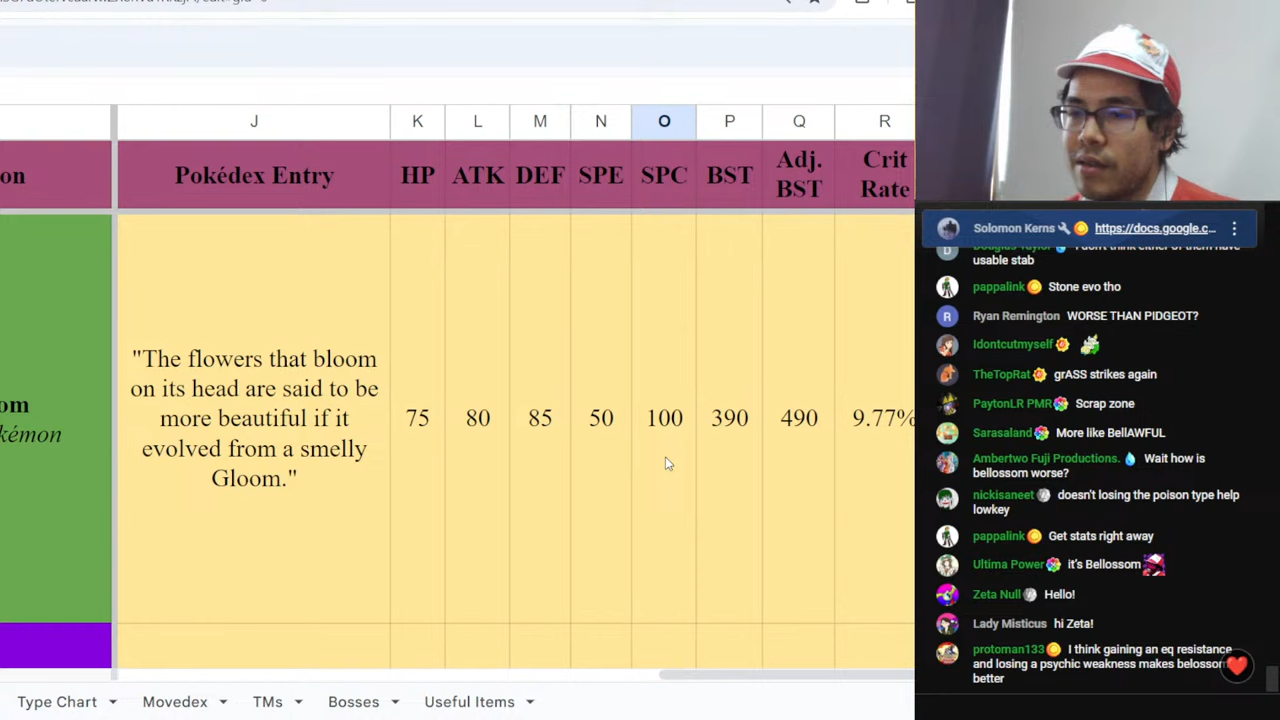 J K L M N O P Q R
on Pokédex Entry HP ATK DEF SPE SPC BST Adj. BST Crit Rate
"The flowers that bloom
on its head are said to be
more beautiful if it
evolved from a smelly
Gloom."
om
kémon
75 80 85 50 100 390 490 9.77%
Type Chart Movedex TMs Bosses Useful Items
Solomon Kerns https://docs.google.c...
usable stab
pappalink Stone evo tho
Ryan Remington WORSE THAN PIDGEOT?
Idontcutmyself
TheTopRat grASS strikes again
PaytonLR PMR Scrap zone
Sarasaland More like BellAWFUL
Ambertwo Fuji Productions. Wait how is
bellossom worse?
nickisaneet doesn't losing the poison type help
lowkey
pappalink Get stats right away
Ultima Power it's Bellossom
Zeta Null Hello!
Lady Misticus hi Zeta!
protoman133 I think gaining an eq resistance
and losing a psychic weakness makes belossom
better